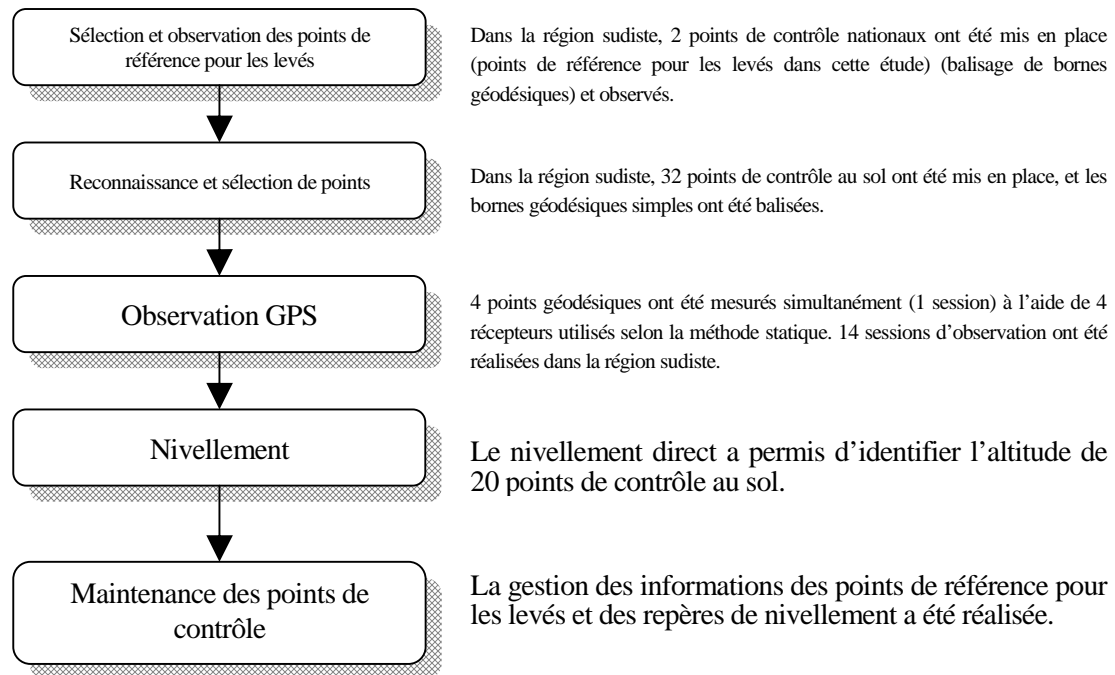 Sélection et observation des points de
référence pour les levés
Dans la région sudiste, 2 points de contrôle nationaux ont été mis en place
(points de référence pour les levés dans cette étude) (balisage de bornes
géodésiques) et observés.
Reconnaissance et sélection de points
Dans la région sudiste, 32 points de contrôle au sol ont été mis en place, et les
bornes géodésiques simples ont été balisées.
Observation GPS
4 points géodésiques ont été mesurés simultanément (1 session) à l’aide de 4
récepteurs utilisés selon la méthode statique. 14 sessions d’observation ont été
réalisées dans la région sudiste.
Nivellement
Le nivellement direct a permis d’identifier l’altitude de
20 points de contrôle au sol.
Maintenance des points de
contrôle
La gestion des informations des points de référence pour
les levés et des repères de nivellement a été réalisée.